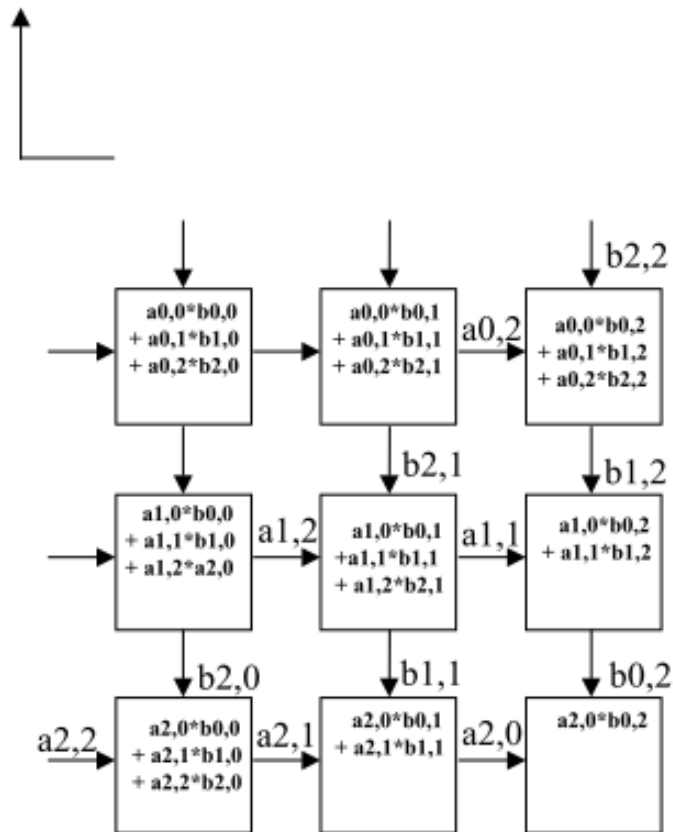 b2,2
a0,0*b0,0
+ a0,1*b1,0
+ a0,2*b2,0
a0,0*b0,1
+ a0,1*b1,1
+ a0,2*b2,1
a0,2
a0,0*b0,2
+ a0,1*b1,2
+ a0,2*b2,2
b2,1
b1,2
a1,0*b0,0
+ a1,1*b1,0
+ a1,2*a2,0
a1,2
a1,0*b0,1
+a1,1*b1,1
+ a1,2*b2,1
a1,1
a1,0*b0,2
+ a1,1*b1,2
b2,0
b1,1
b0,2
a2,2
a2,0*b0,0
+ a2,1*b1,0
+ a2,2*b2,0
a2,1
a2,0*b0,1
+ a2,1*b1,1
a2,0
a2,0*b0,2